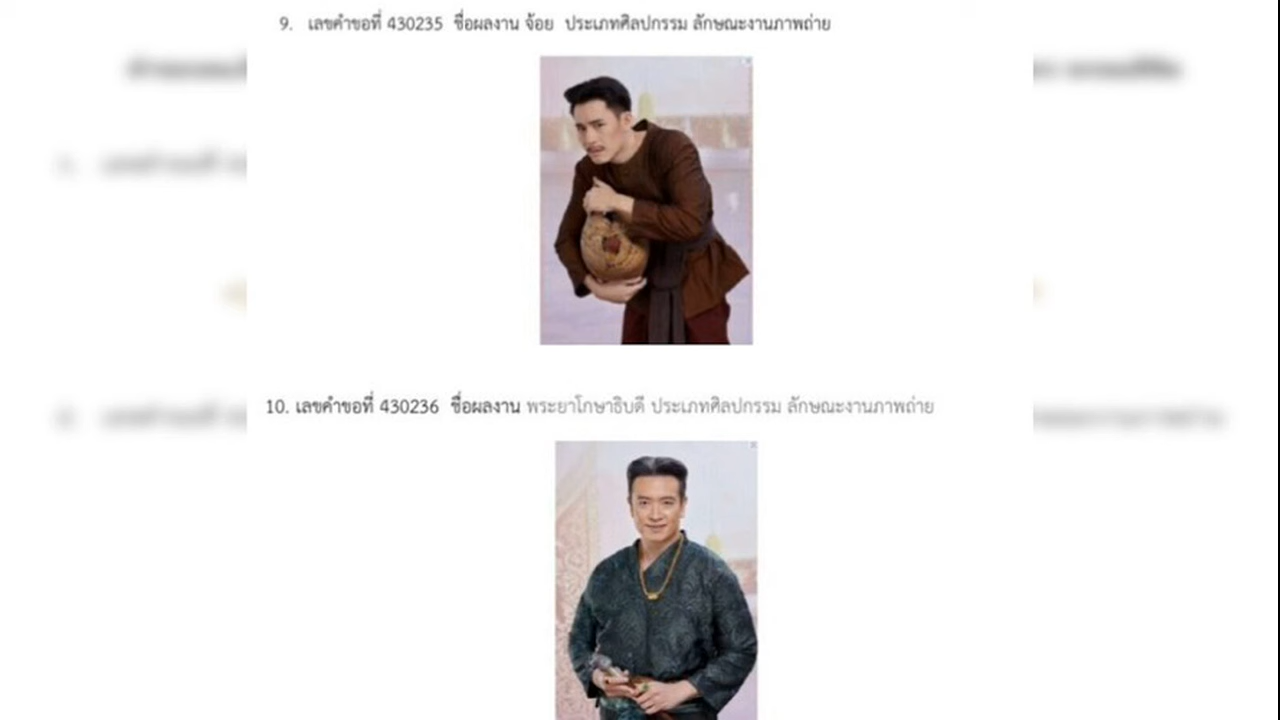 9. เลขคำขอที่ 430235 ชื่อผลงาน จ้อย ประเภทศิลปกรรม ลักษณะงานภาพถ่าย
10. เลขคำขอที่ 430236 ชื่อผลงาน พระยาโกษาธิบดี ประเภทศิลปกรรม ลักษณะงานภาพถ่าย